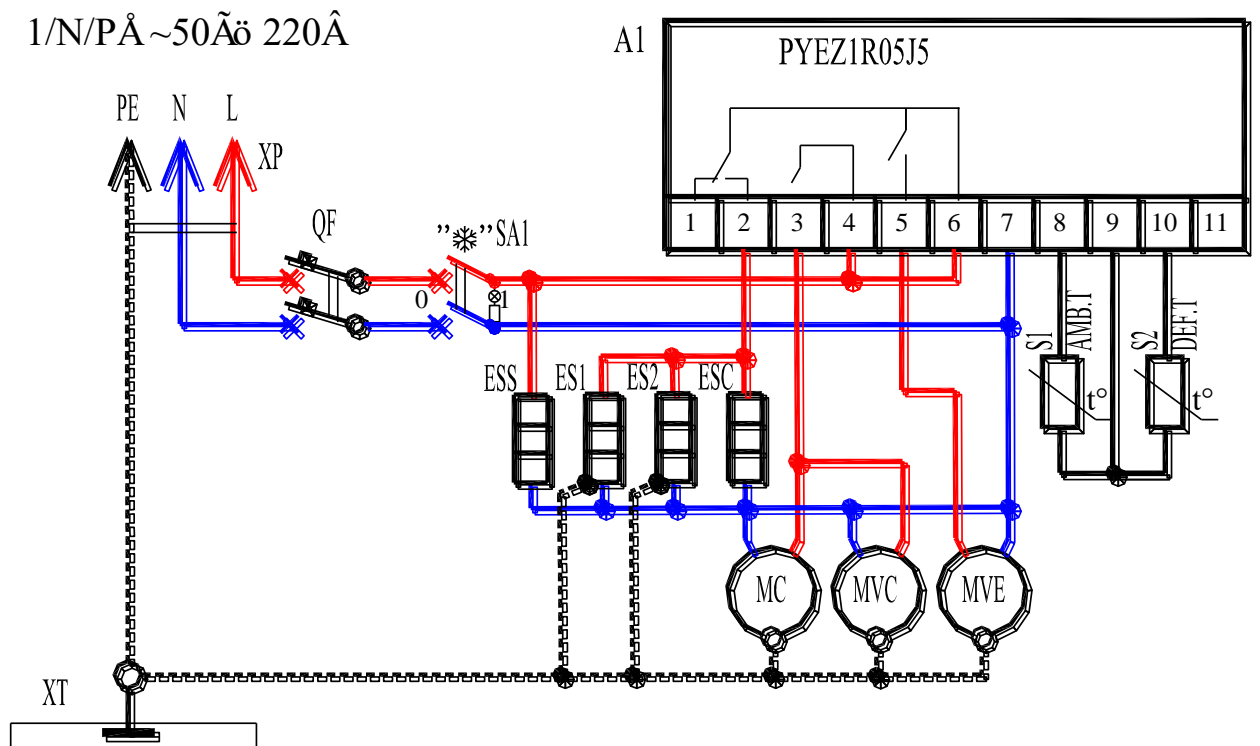 1/N/PÅ ~50Ãö 220Â
A1
PYEZ1R05J5
PE N L
XP
QF
"❄" SA1
1 2 3 4 5 6 7 8 9 10 11
0 1
S1 AMB.T
S2 DEF.T
ESS ES1 ES2 ESC
t° t°
MC MVC MVE
XT